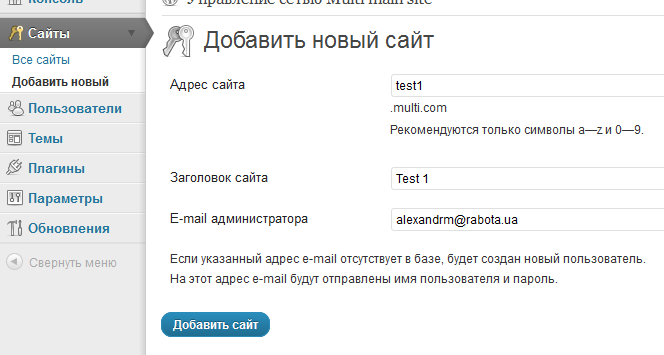 Консоль
Управление сетью Multi main site
Сайты
Все сайты
Добавить новый
Пользователи
Темы
Плагины
Параметры
Обновления
Свернуть меню
Добавить новый сайт
Адрес сайта
test1
.multi.com
Рекомендуются только символы a—z и 0—9.
Заголовок сайта
Test 1
E-mail администратора
alexandrm@rabota.ua
Если указанный адрес e-mail отсутствует в базе, будет создан новый пользователь.
На этот адрес e-mail будут отправлены имя пользователя и пароль.
Добавить сайт